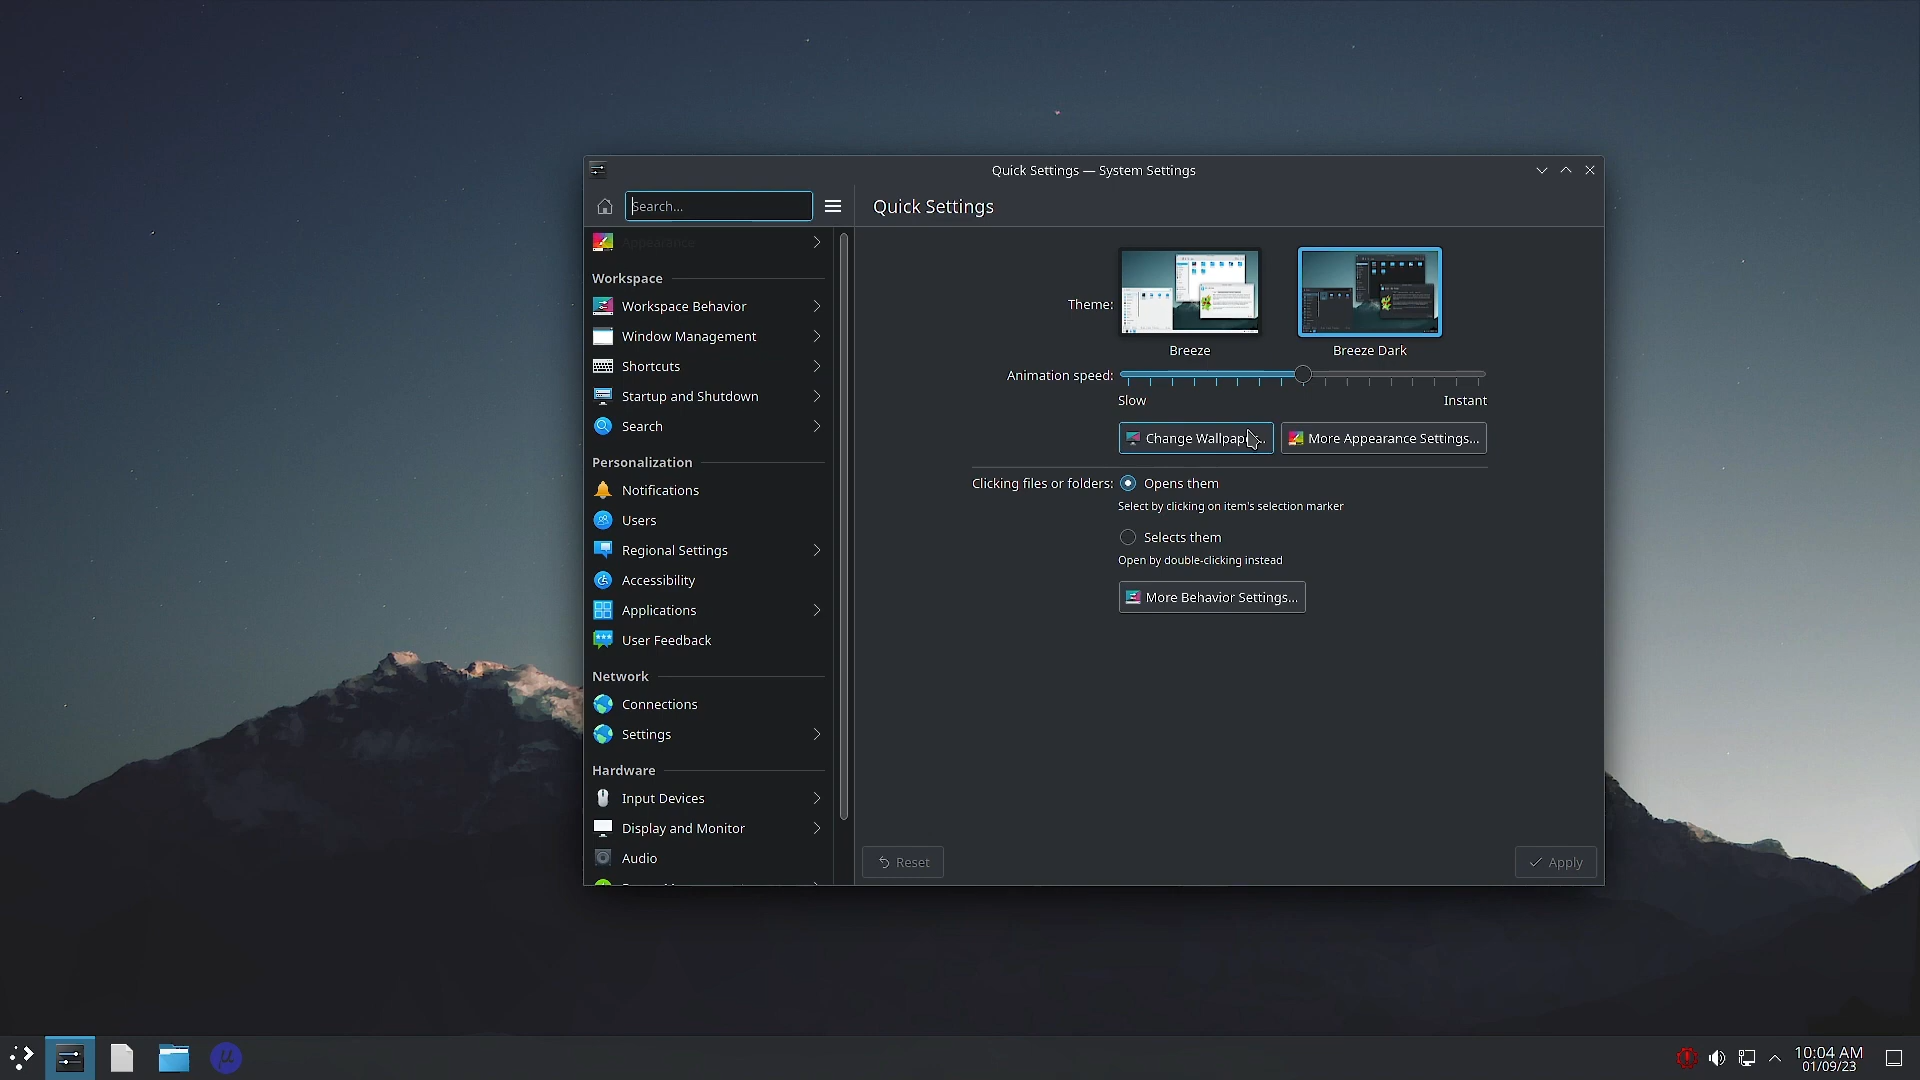 Quick Settings — System Settings
Search...
Quick Settings
Appearance
Workspace
Workspace Behavior
Window Management
Shortcuts
Startup and Shutdown
Search
Personalization
Notifications
Users
Regional Settings
Accessibility
Applications
User Feedback
Network
Connections
Settings
Hardware
Input Devices
Display and Monitor
Audio
Theme:
Breeze
Breeze Dark
Animation speed:
Slow
Instant
Change Wallpaper...
More Appearance Settings...
Clicking files or folders:
Opens them
Select by clicking on item's selection marker
Selects them
Open by double-clicking instead
More Behavior Settings...
Reset
Apply
μ
10:04 AM
01/09/23